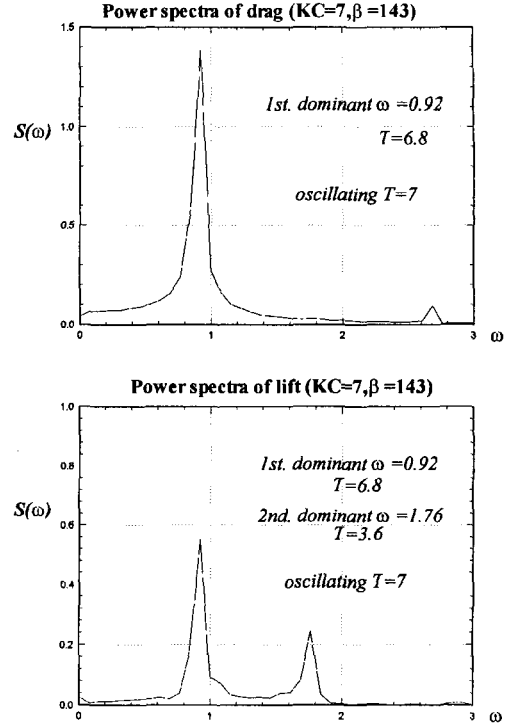 Power spectra of drag (KC=7,β =143)
1.5
1st. dominant ω =0.92
S(ω)
1.0
T=6.8
oscillating T=7
0.5
0.0
0 1 2 3 ω
Power spectra of lift (KC=7,β =143)
1.0
0.8
1st. dominant ω =0.92
T=6.8
S(ω)
2nd. dominant ω =1.76
0.6
T=3.6
oscillating T=7
0.4
0.2
0.0
0 1 2 3 ω